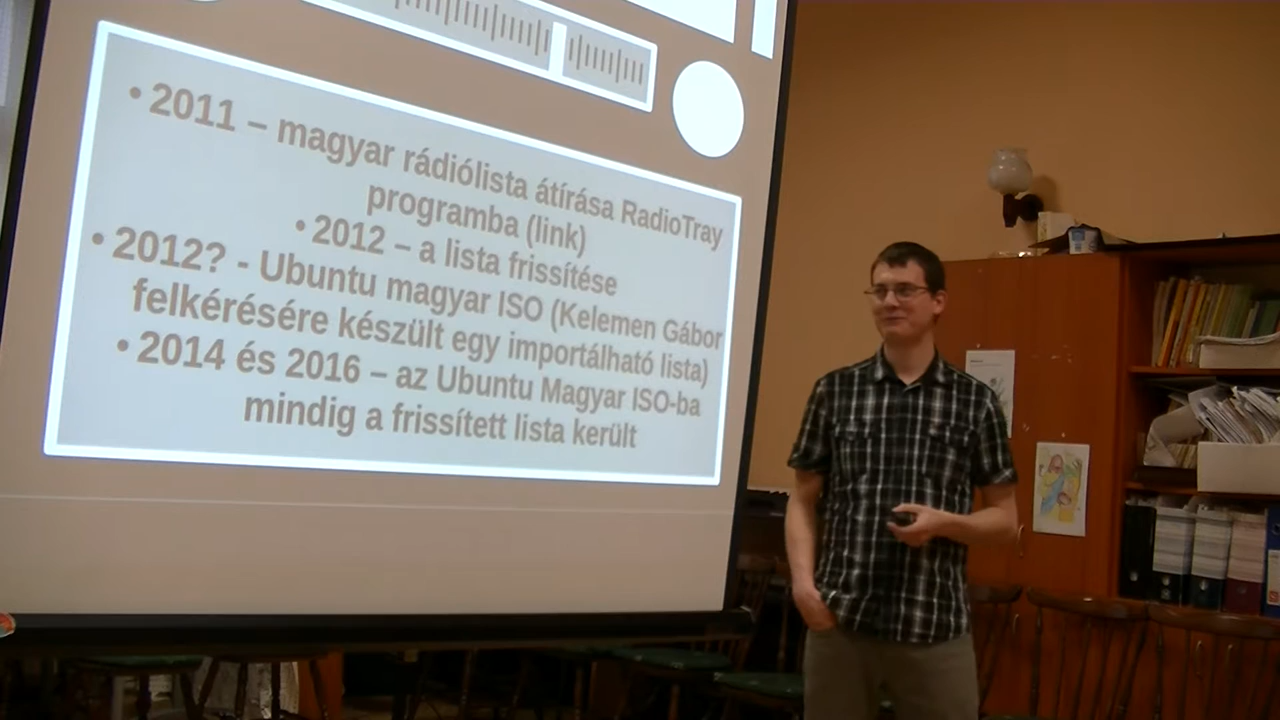 • 2011 – magyar rádiólista átírása RadioTray
programba (link)
• 2012 – a lista frissítése
• 2012? - Ubuntu magyar ISO (Kelemen Gábor
felkérésére készült egy importálható lista)
• 2014 és 2016 – az Ubuntu Magyar ISO-ba
mindig a frissített lista került